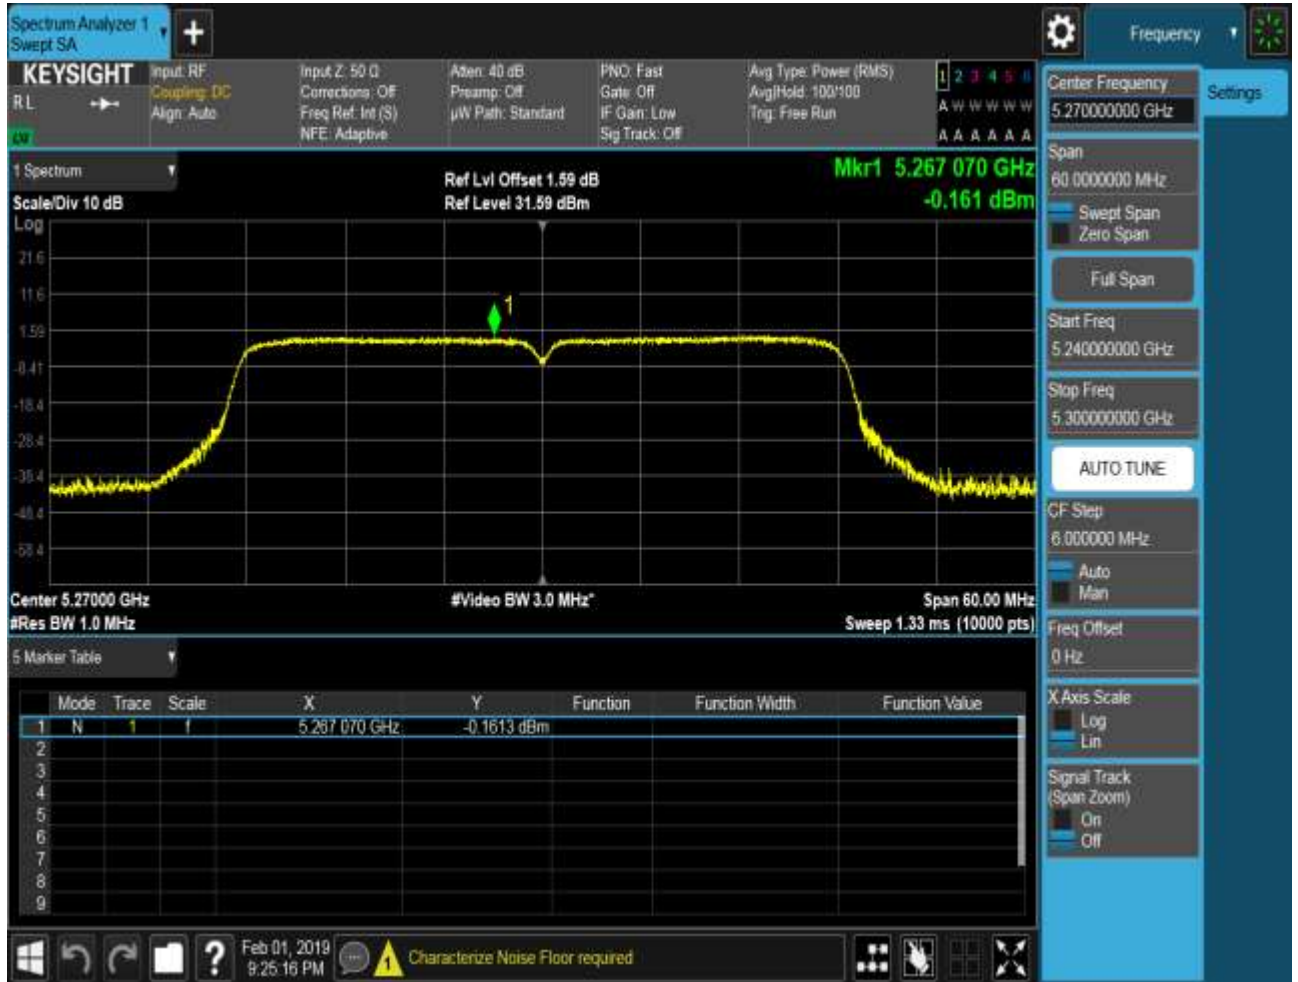 Spectrum Analyzer 1
Swept SA
+
Frequency
KEYSIGHT
R L
Input: RF
Coupling: DC
Align: Auto
Input Z: 50 Ω
Corrections: Off
Freq Ref: Int (S)
NFE: Adaptive
Atten: 40 dB
Preamp: Off
µW Path: Standard
PNO: Fast
Gate: Off
IF Gain: Low
Sig Track: Off
Avg Type: Power (RMS)
Avg|Hold: 100/100
Trig: Free Run
1 2 3 4 5 6
A W W W W W
A A A A A A
1 Spectrum
Scale/Div 10 dB
Ref Lvl Offset 1.59 dB
Ref Level 31.59 dBm
Mkr1 5.267 070 GHz
-0.161 dBm
Log
21.6
11.6
1.59
-8.41
-18.4
-28.4
-38.4
-48.4
-58.4
1
Center 5.27000 GHz
#Res BW 1.0 MHz
#Video BW 3.0 MHz*
Span 60.00 MHz
Sweep 1.33 ms (10000 pts)
5 Marker Table
Mode Trace Scale X Y Function Function Width Function Value
1 N 1 f 5.267 070 GHz -0.1613 dBm
2
3
4
5
6
7
8
9
Feb 01, 2019
9:25:16 PM
?
1
Characterize Noise Floor required
Settings
Center Frequency
5.270000000 GHz
Span
60.0000000 MHz
Swept Span
Zero Span
Full Span
Start Freq
5.240000000 GHz
Stop Freq
5.300000000 GHz
AUTO TUNE
CF Step
6.000000 MHz
Auto
Man
Freq Offset
0 Hz
X Axis Scale
Log
Lin
Signal Track
(Span Zoom)
On
Off